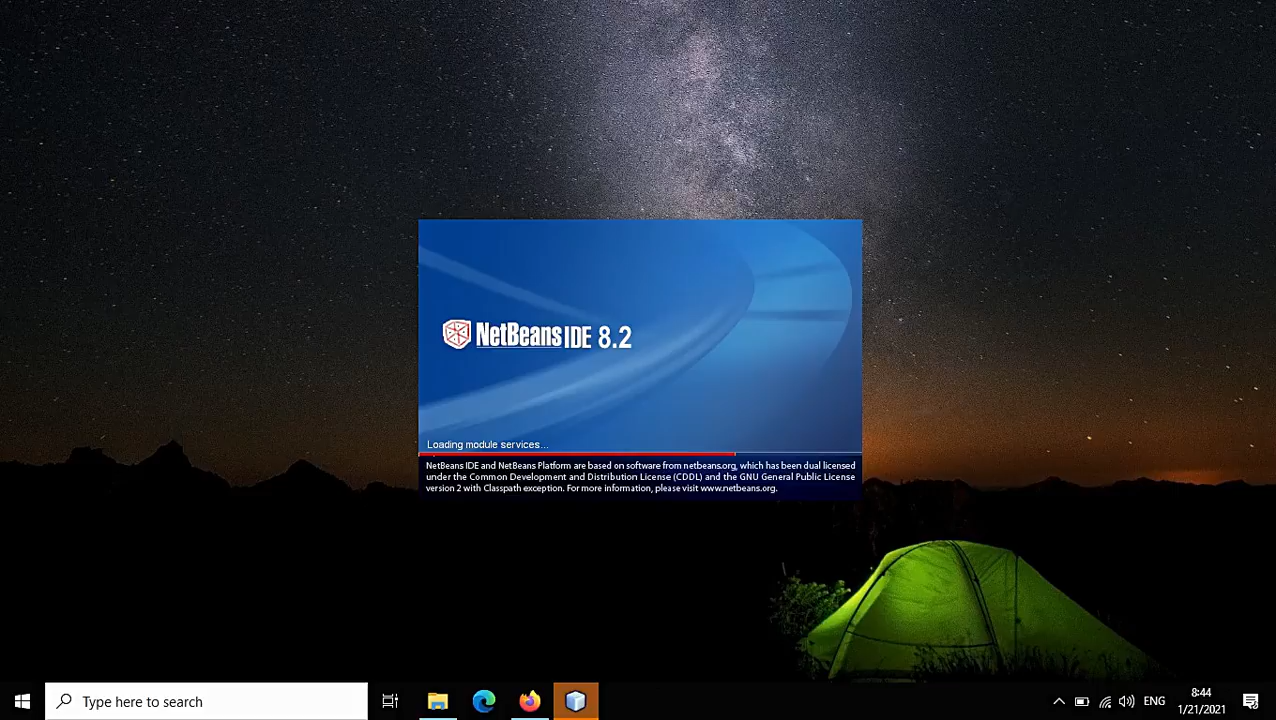 NetBeans IDE 8.2
Loading module services...
NetBeans IDE and NetBeans Platform are based on software from netbeans.org, which has been dual licensed
under the Common Development and Distribution License (CDDL) and the GNU General Public License
version 2 with Classpath exception. For more information, please visit www.netbeans.org.
Type here to search
ENG
8:44
1/21/2021